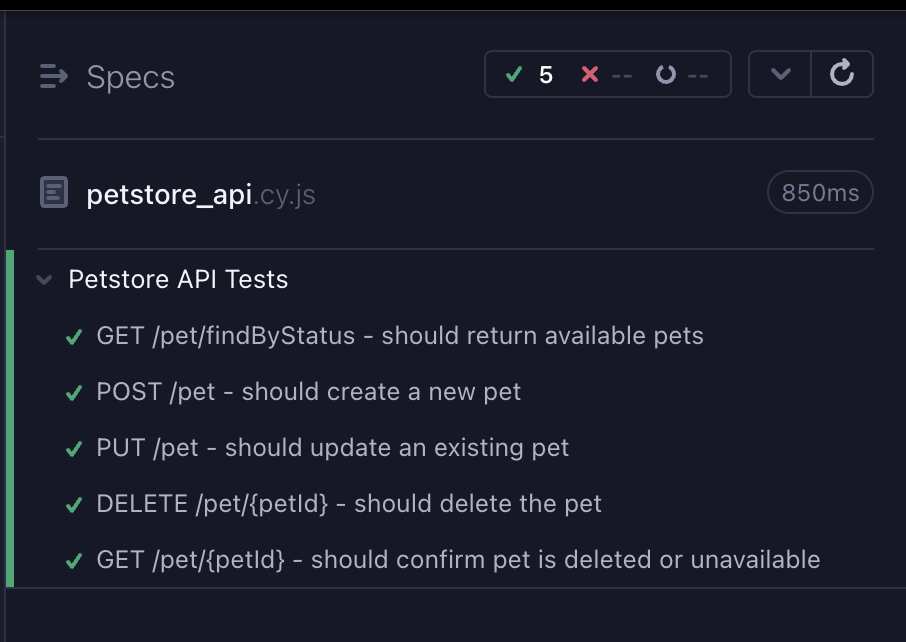 Specs
5 -- --
petstore_api.cy.js
850ms
Petstore API Tests
GET /pet/findByStatus - should return available pets
POST /pet - should create a new pet
PUT /pet - should update an existing pet
DELETE /pet/{petId} - should delete the pet
GET /pet/{petId} - should confirm pet is deleted or unavailable